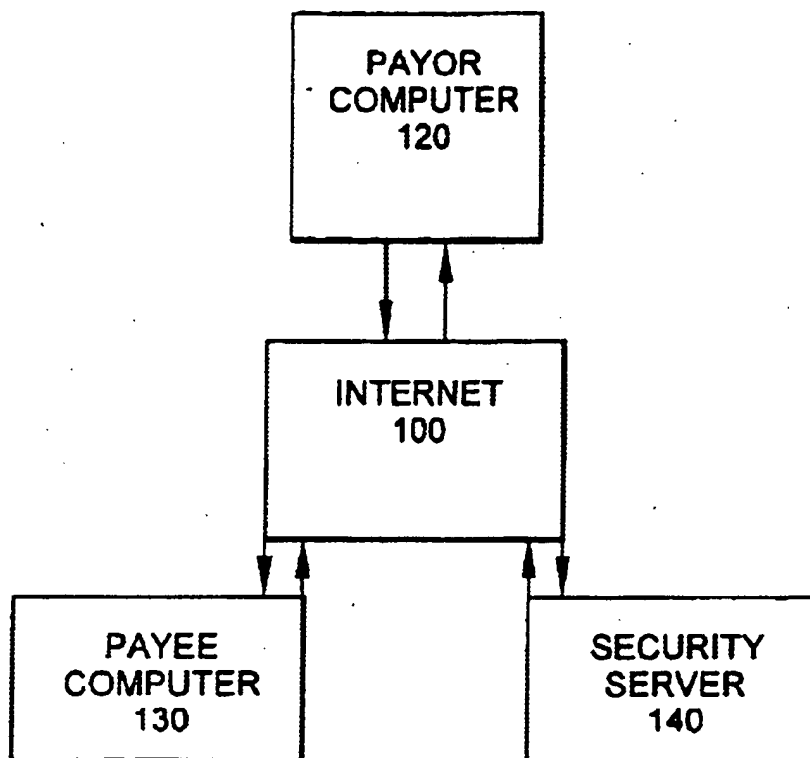 PAYOR
COMPUTER
120
INTERNET
100
PAYEE
COMPUTER
130
SECURITY
SERVER
140